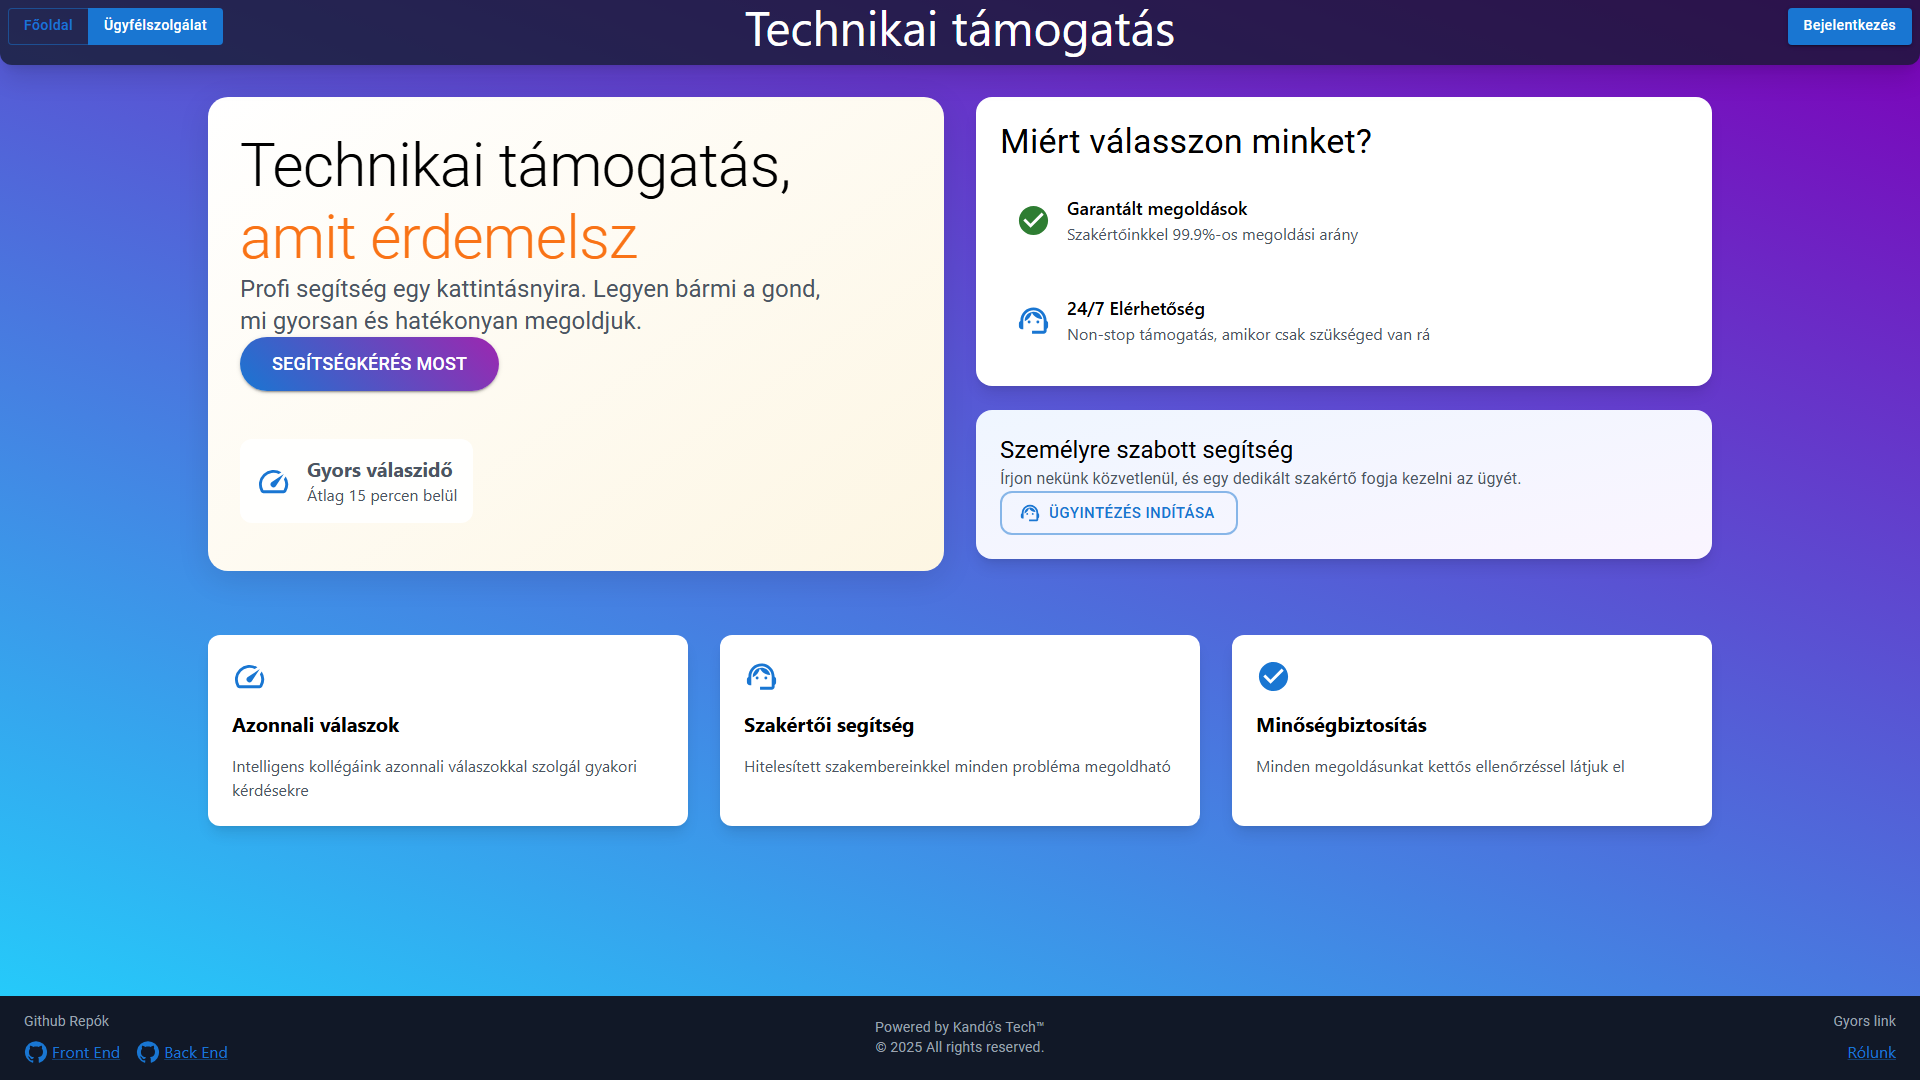 Főoldal
Ügyfélszolgálat
Technikai támogatás
Bejelentkezés
Technikai támogatás,
amit érdemelsz
Profi segítség egy kattintásnyira. Legyen bármi a gond,
mi gyorsan és hatékonyan megoldjuk.
SEGÍTSÉGKÉRÉS MOST
Gyors válaszidő
Átlag 15 percen belül
Miért válasszon minket?
Garantált megoldások
Szakértőinkkel 99.9%-os megoldási arány
24/7 Elérhetőség
Non-stop támogatás, amikor csak szükséged van rá
Személyre szabott segítség
Írjon nekünk közvetlenül, és egy dedikált szakértő fogja kezelni az ügyét.
ÜGYINTÉZÉS INDÍTÁSA
Azonnali válaszok
Intelligens kollégáink azonnali válaszokkal szolgál gyakori
kérdésekre
Szakértői segítség
Hitelesített szakembereinkkel minden probléma megoldható
Minőségbiztosítás
Minden megoldásunkat kettős ellenőrzéssel látjuk el
Github Repók
Front End
Back End
Powered by Kandó's Tech™
© 2025 All rights reserved.
Gyors link
Rólunk